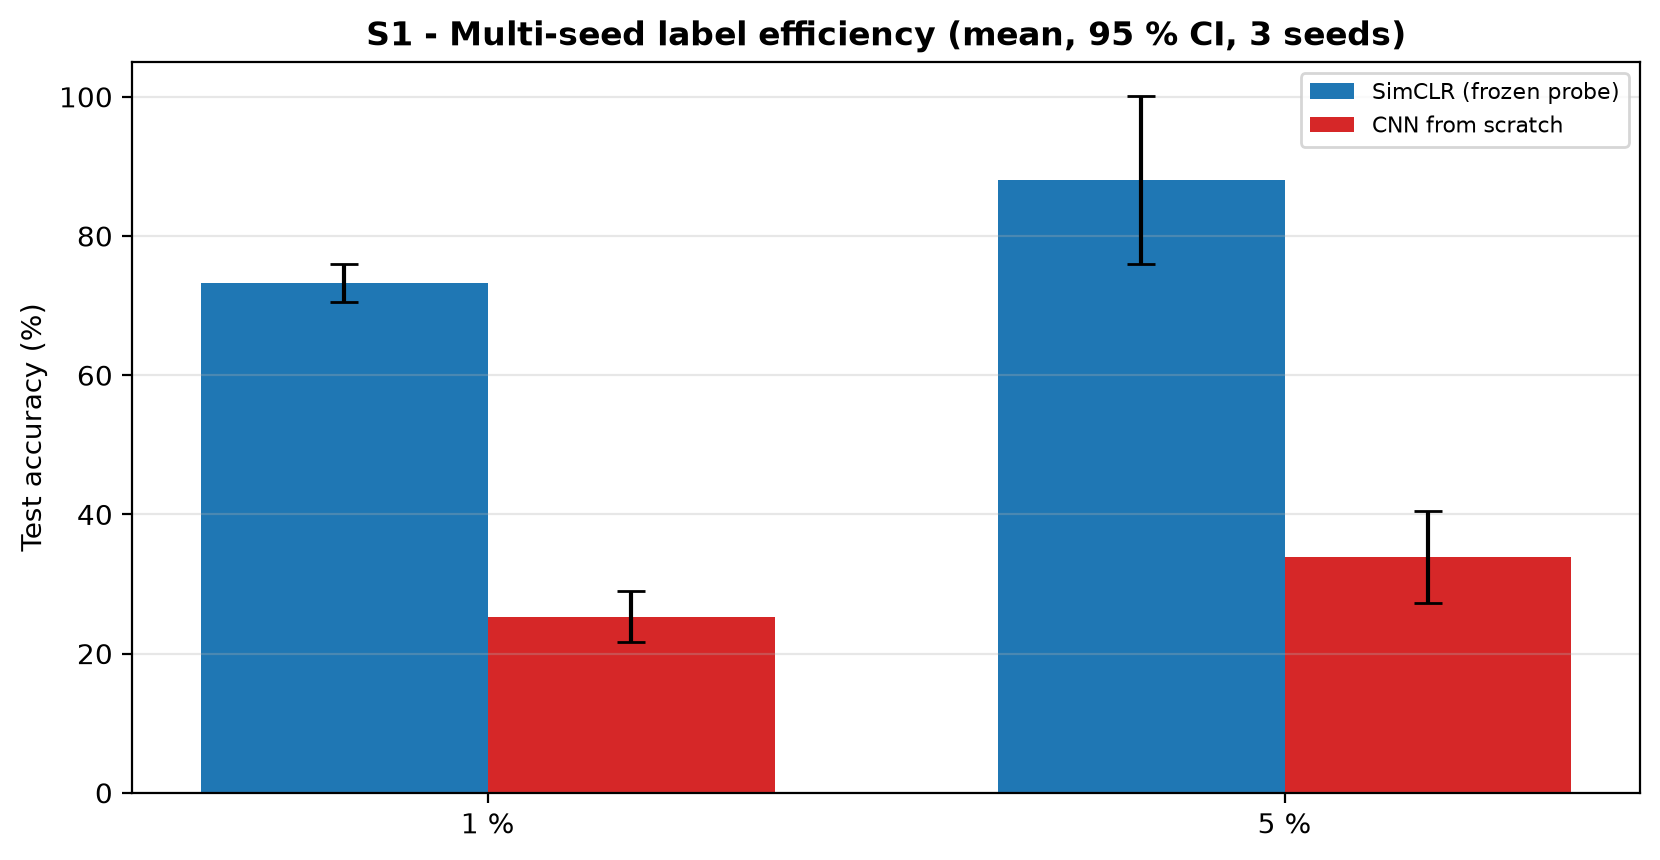 S1 - Multi-seed label efficiency (mean, 95 % CI, 3 seeds)
SimCLR (frozen probe)
CNN from scratch
Test accuracy (%)
100
80
60
40
20
0
1 %
5 %